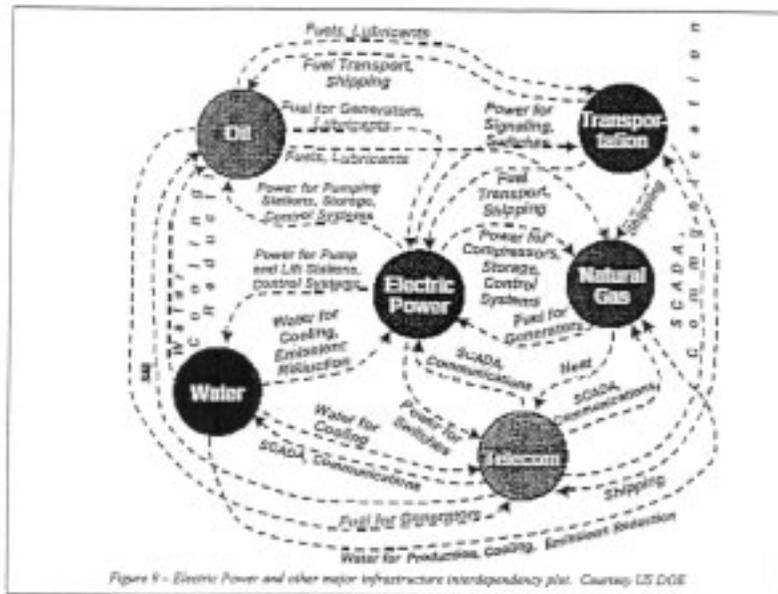 Fuels, Lubricants
Fuel Transport,
Shipping
Fuel for Generators,
Lubricants
Oil
Fuels, Lubricants
Power for
Signaling,
Switches
Transpor-
tation
Power for Pumping
Stations, Storage,
Control Systems
Fuel
Transport,
Shipping
Shipping
SCADA,
Communication
Water
Cooling
Power for Pump
and Lift Stations,
Control Systems
Electric
Power
Power for
Compressors,
Storage,
Control
Systems
Natural
Gas
Fuel for
Generators
Water for
Cooling,
Emissions
Reduction
Water
SCADA,
Communications
Heat
SCADA,
Communications
Water for
Cooling
SCADA, Communications
Power for
Switches
Telecom
Shipping
Fuel for Generators
Water for Production, Cooling, Emissions Reduction
Figure 9 – Electric Power and other major infrastructure interdependency plot. Courtesy US DOE